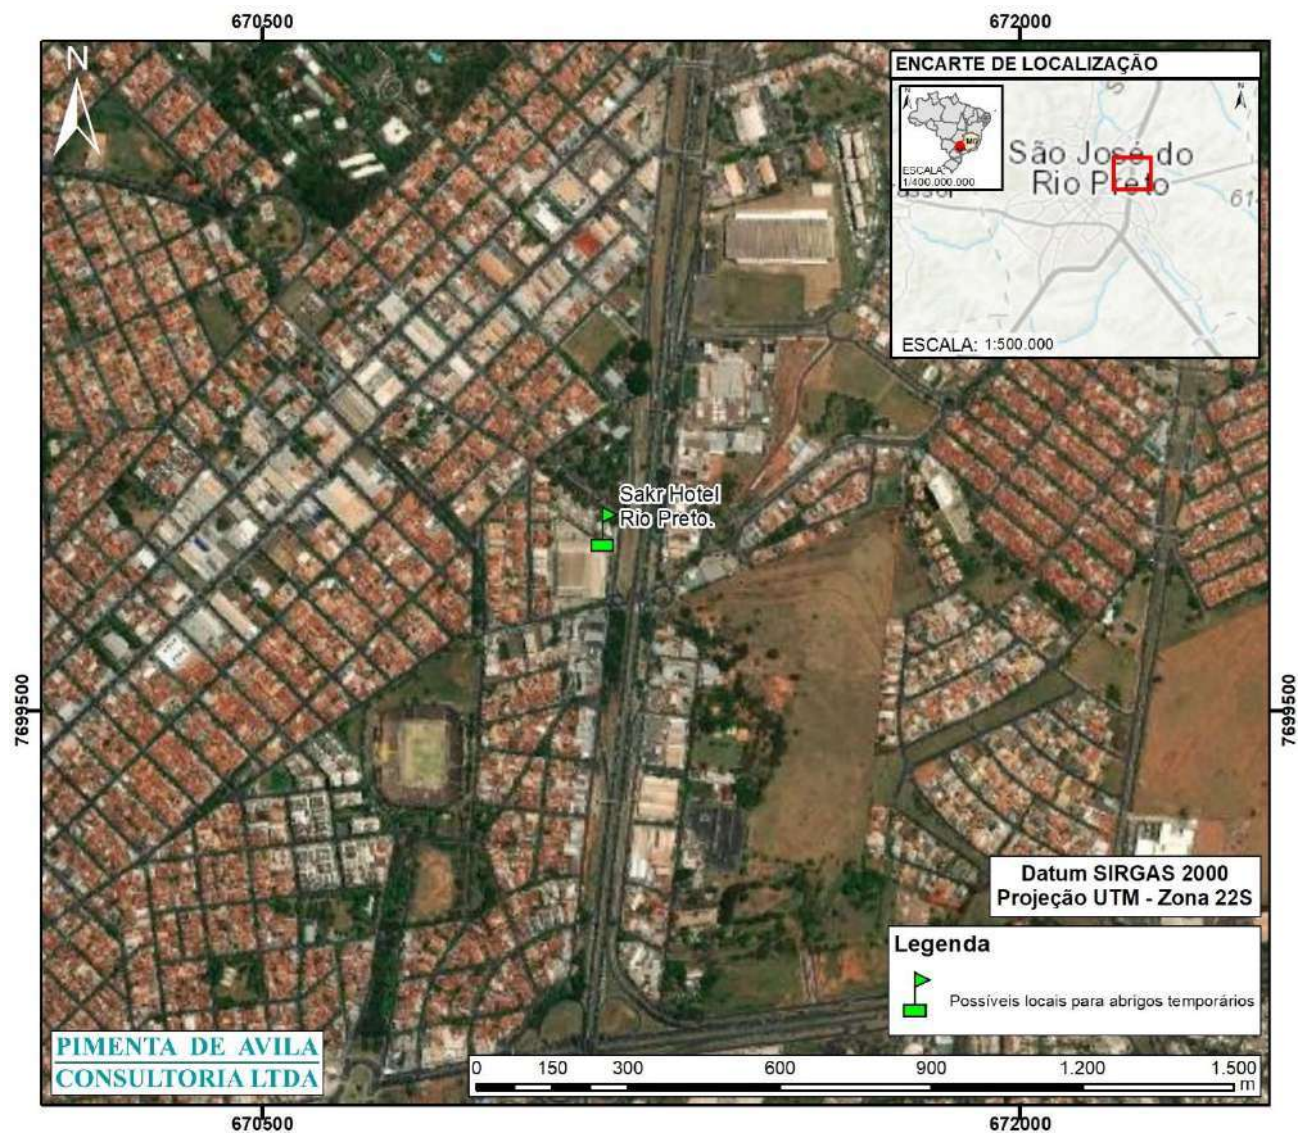 670500
672000
N
ENCARTE DE LOCALIZAÇÃO
N
MG
ESCALA:
1/400.000.000
N
São José do
Rio Preto
ESCALA: 1:500.000
Sakr Hotel
Rio Preto.
7699500
7699500
Datum SIRGAS 2000
Projeção UTM - Zona 22S
Legenda
Possíveis locais para abrigos temporários
PIMENTA DE AVILA
CONSULTORIA LTDA
0 150 300 600 900 1.200 1.500
m
670500
672000